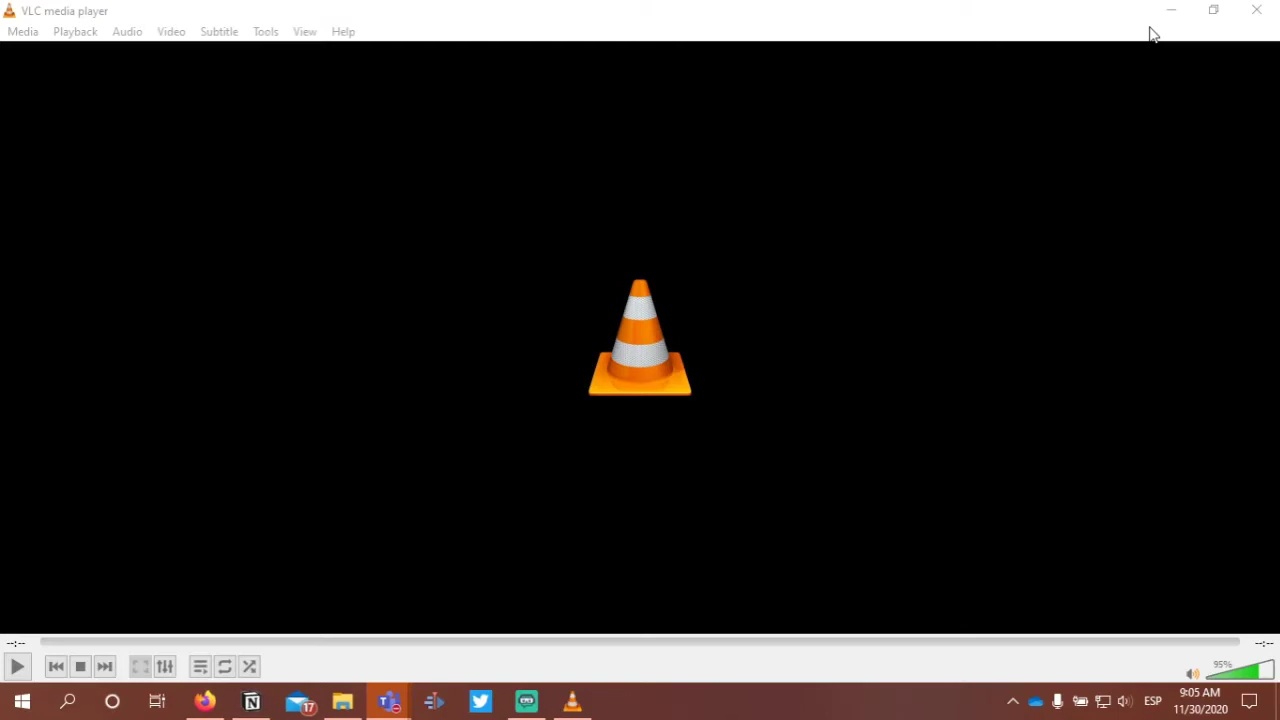 VLC media player
Media Playback Audio Video Subtitle Tools View Help
--:-- --:--
95%
17
ESP
9:05 AM
11/30/2020